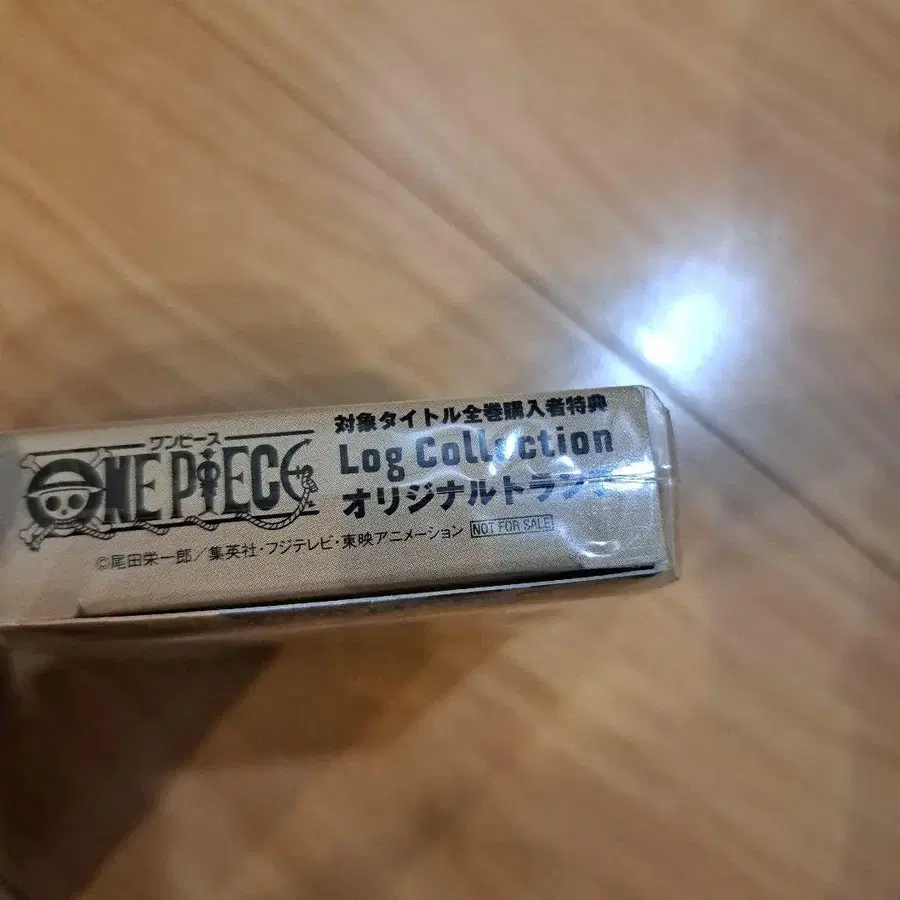 ワンピース
ONE PIECE
対象タイトル全巻購入者特典
Log Collection
オリジナルトランプ
©尾田栄一郎／集英社・フジテレビ・東映アニメーション NOT FOR SALE